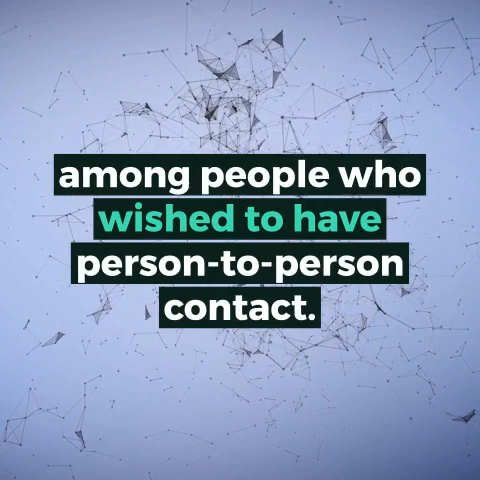 among people who
wished to have
person-to-person
contact.